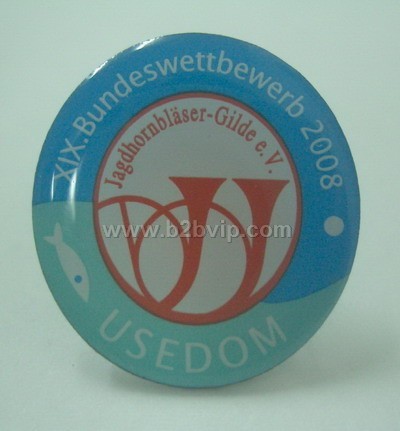 XIX. Bundeswettbewerb 2008
Jagdhornbläser-Gilde e.V.
www.b2bvip.com
USEDOM